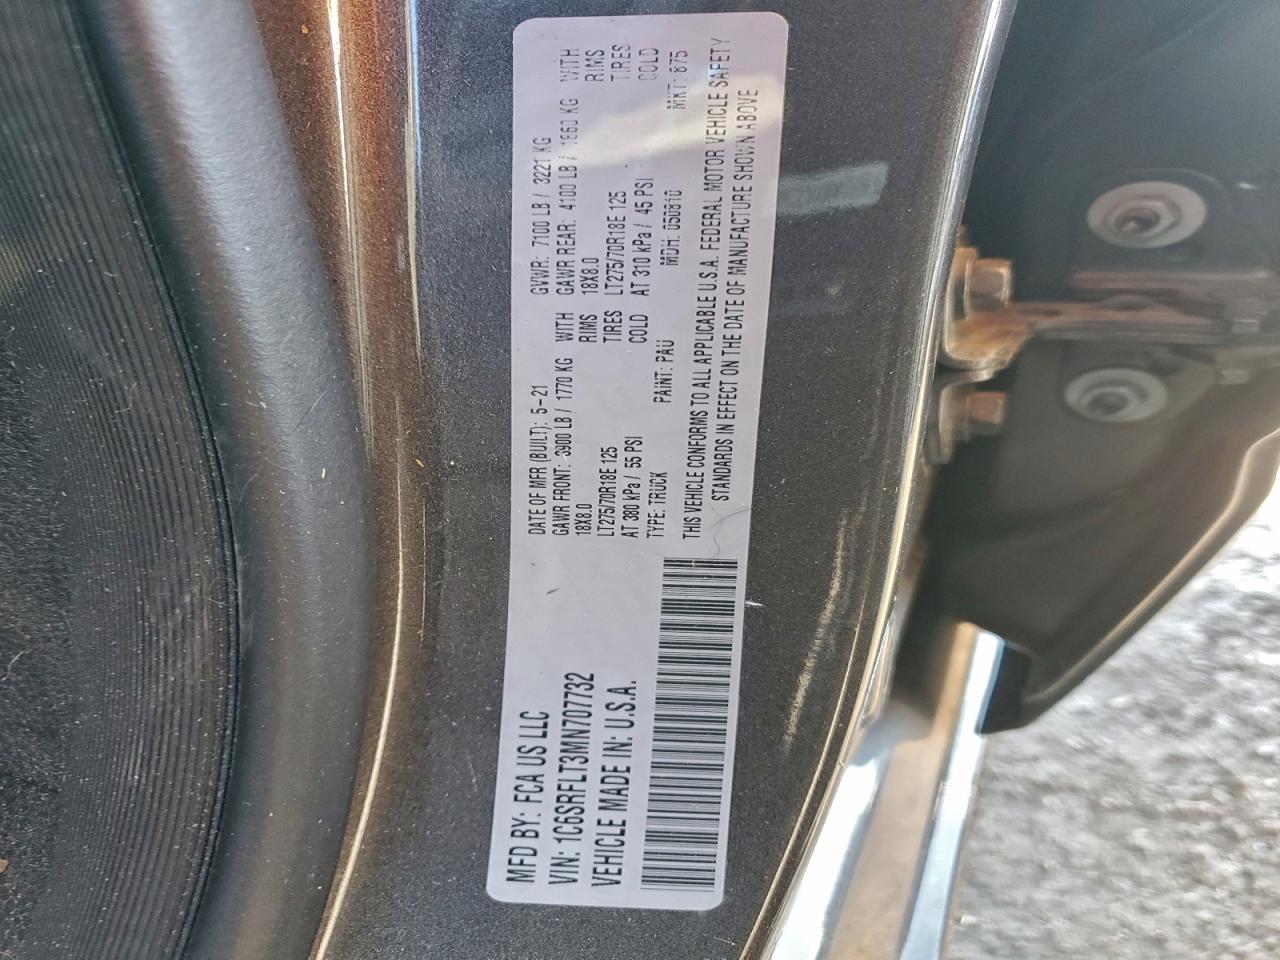 MFD BY: FCA US LLC
VIN: 1C6SRFLT3MN707732
VEHICLE MADE IN: U.S.A.
DATE OF MFR (BUILT): 5-21
GVWR: 7100 LB / 3221 KG
GAWR FRONT: 3900 LB / 1770 KG WITH
18X8.0 RIMS
LT275/70R18E 125 TIRES
AT 380 kPa / 55 PSI COLD
GAWR REAR: 4100 LB / 1860 KG WITH
18X8.0 RIMS
LT275/70R18E 125 TIRES
AT 310 kPa / 45 PSI COLD
TYPE: TRUCK PAINT: PAU MDH: 050810 MKT: 875
THIS VEHICLE CONFORMS TO ALL APPLICABLE U.S.A. FEDERAL MOTOR VEHICLE SAFETY
STANDARDS IN EFFECT ON THE DATE OF MANUFACTURE SHOWN ABOVE